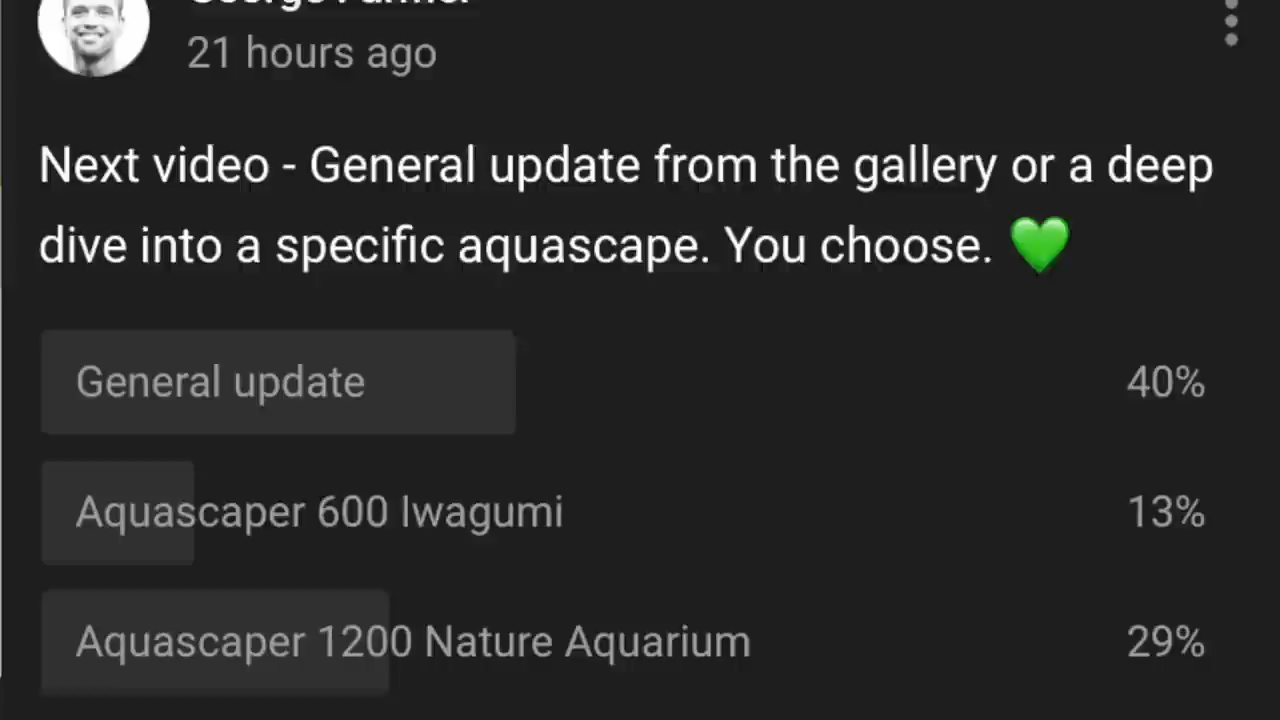 21 hours ago
Next video - General update from the gallery or a deep
dive into a specific aquascape. You choose. 💚
General update 40%
Aquascaper 600 Iwagumi 13%
Aquascaper 1200 Nature Aquarium 29%